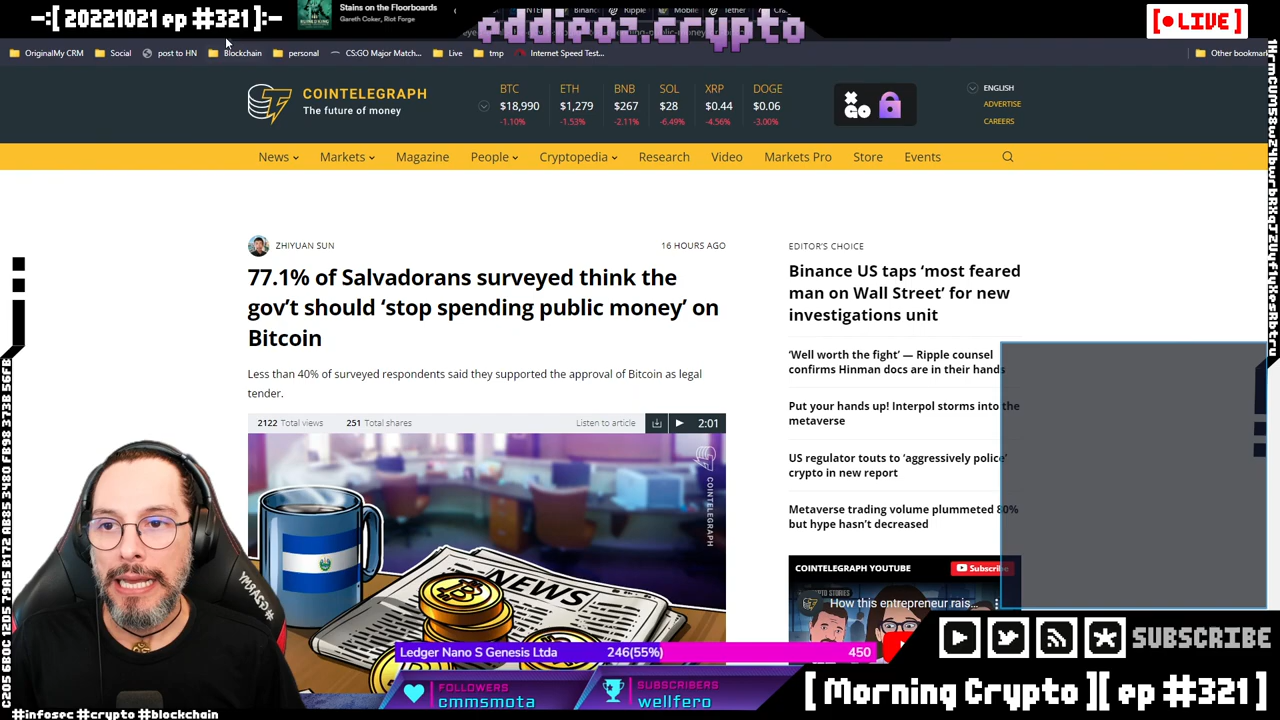 -:[ 20221021 ep #321 ]:-
Stains on the Floorboards
Gareth Coker, Riot Forge
eddieoz.crypto
[● LIVE]
OriginalMy CRM
Social
post to HN
Blockchain
personal
CS:GO Major Match...
Live
tmp
Internet Speed Test...
Other bookmar
COINTELEGRAPH
The future of money
BTC ETH BNB SOL XRP DOGE
$18,990 $1,279 $267 $28 $0.44 $0.06
-1.10% -1.53% -2.11% -6.49% -4.56% -3.00%
ENGLISH
ADVERTISE
CAREERS
News Markets Magazine People Cryptopedia Research Video Markets Pro Store Events
ZHIYUAN SUN
16 HOURS AGO
77.1% of Salvadorans surveyed think the
gov't should 'stop spending public money' on
Bitcoin
Less than 40% of surveyed respondents said they supported the approval of Bitcoin as legal
tender.
2122 Total views 251 Total shares
Listen to article
2:01
COINTELEGRAPH
NEWS
EDITOR'S CHOICE
Binance US taps 'most feared
man on Wall Street' for new
investigations unit
'Well worth the fight' — Ripple counsel
confirms Hinman docs are in their hands
Put your hands up! Interpol storms into the
metaverse
US regulator touts to 'aggressively police'
crypto in new report
Metaverse trading volume plummeted 80%
but hype hasn't decreased
COINTELEGRAPH YOUTUBE
Subscribe
CRYPTO STORIES
How this entrepreneur rais...
YMBAGD#
Ledger Nano S Genesis Ltda 246(55%) 450
FOLLOWERS
cmmsmota
SUBSCRIBERS
wellfero
SUBSCRIBE
[ Morning Crypto ][ ep #321 ]
#infosec #crypto #blockchain